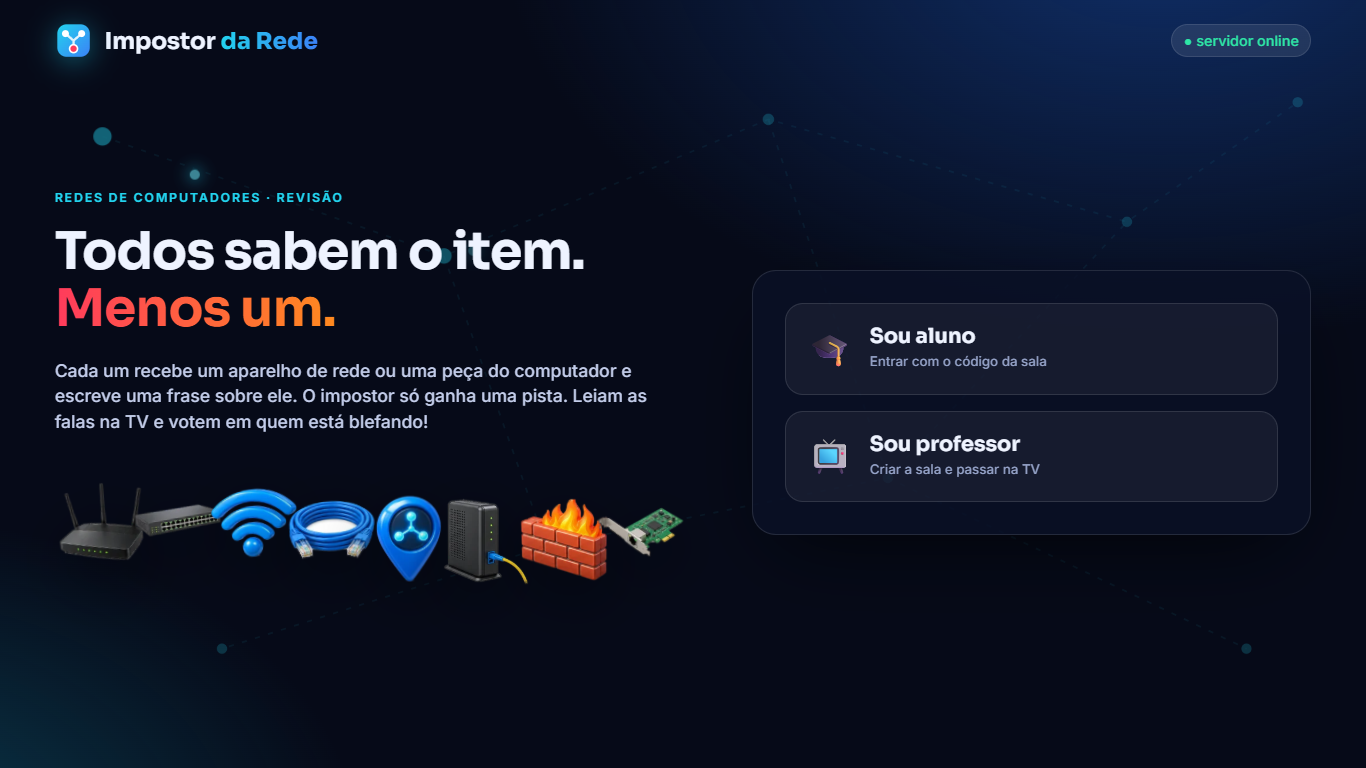 Impostor da Rede
● servidor online
REDES DE COMPUTADORES · REVISÃO
Todos sabem o item.
Menos um.
Cada um recebe um aparelho de rede ou uma peça do computador e
escreve uma frase sobre ele. O impostor só ganha uma pista. Leiam as
falas na TV e votem em quem está blefando!
Sou aluno
Entrar com o código da sala
Sou professor
Criar a sala e passar na TV